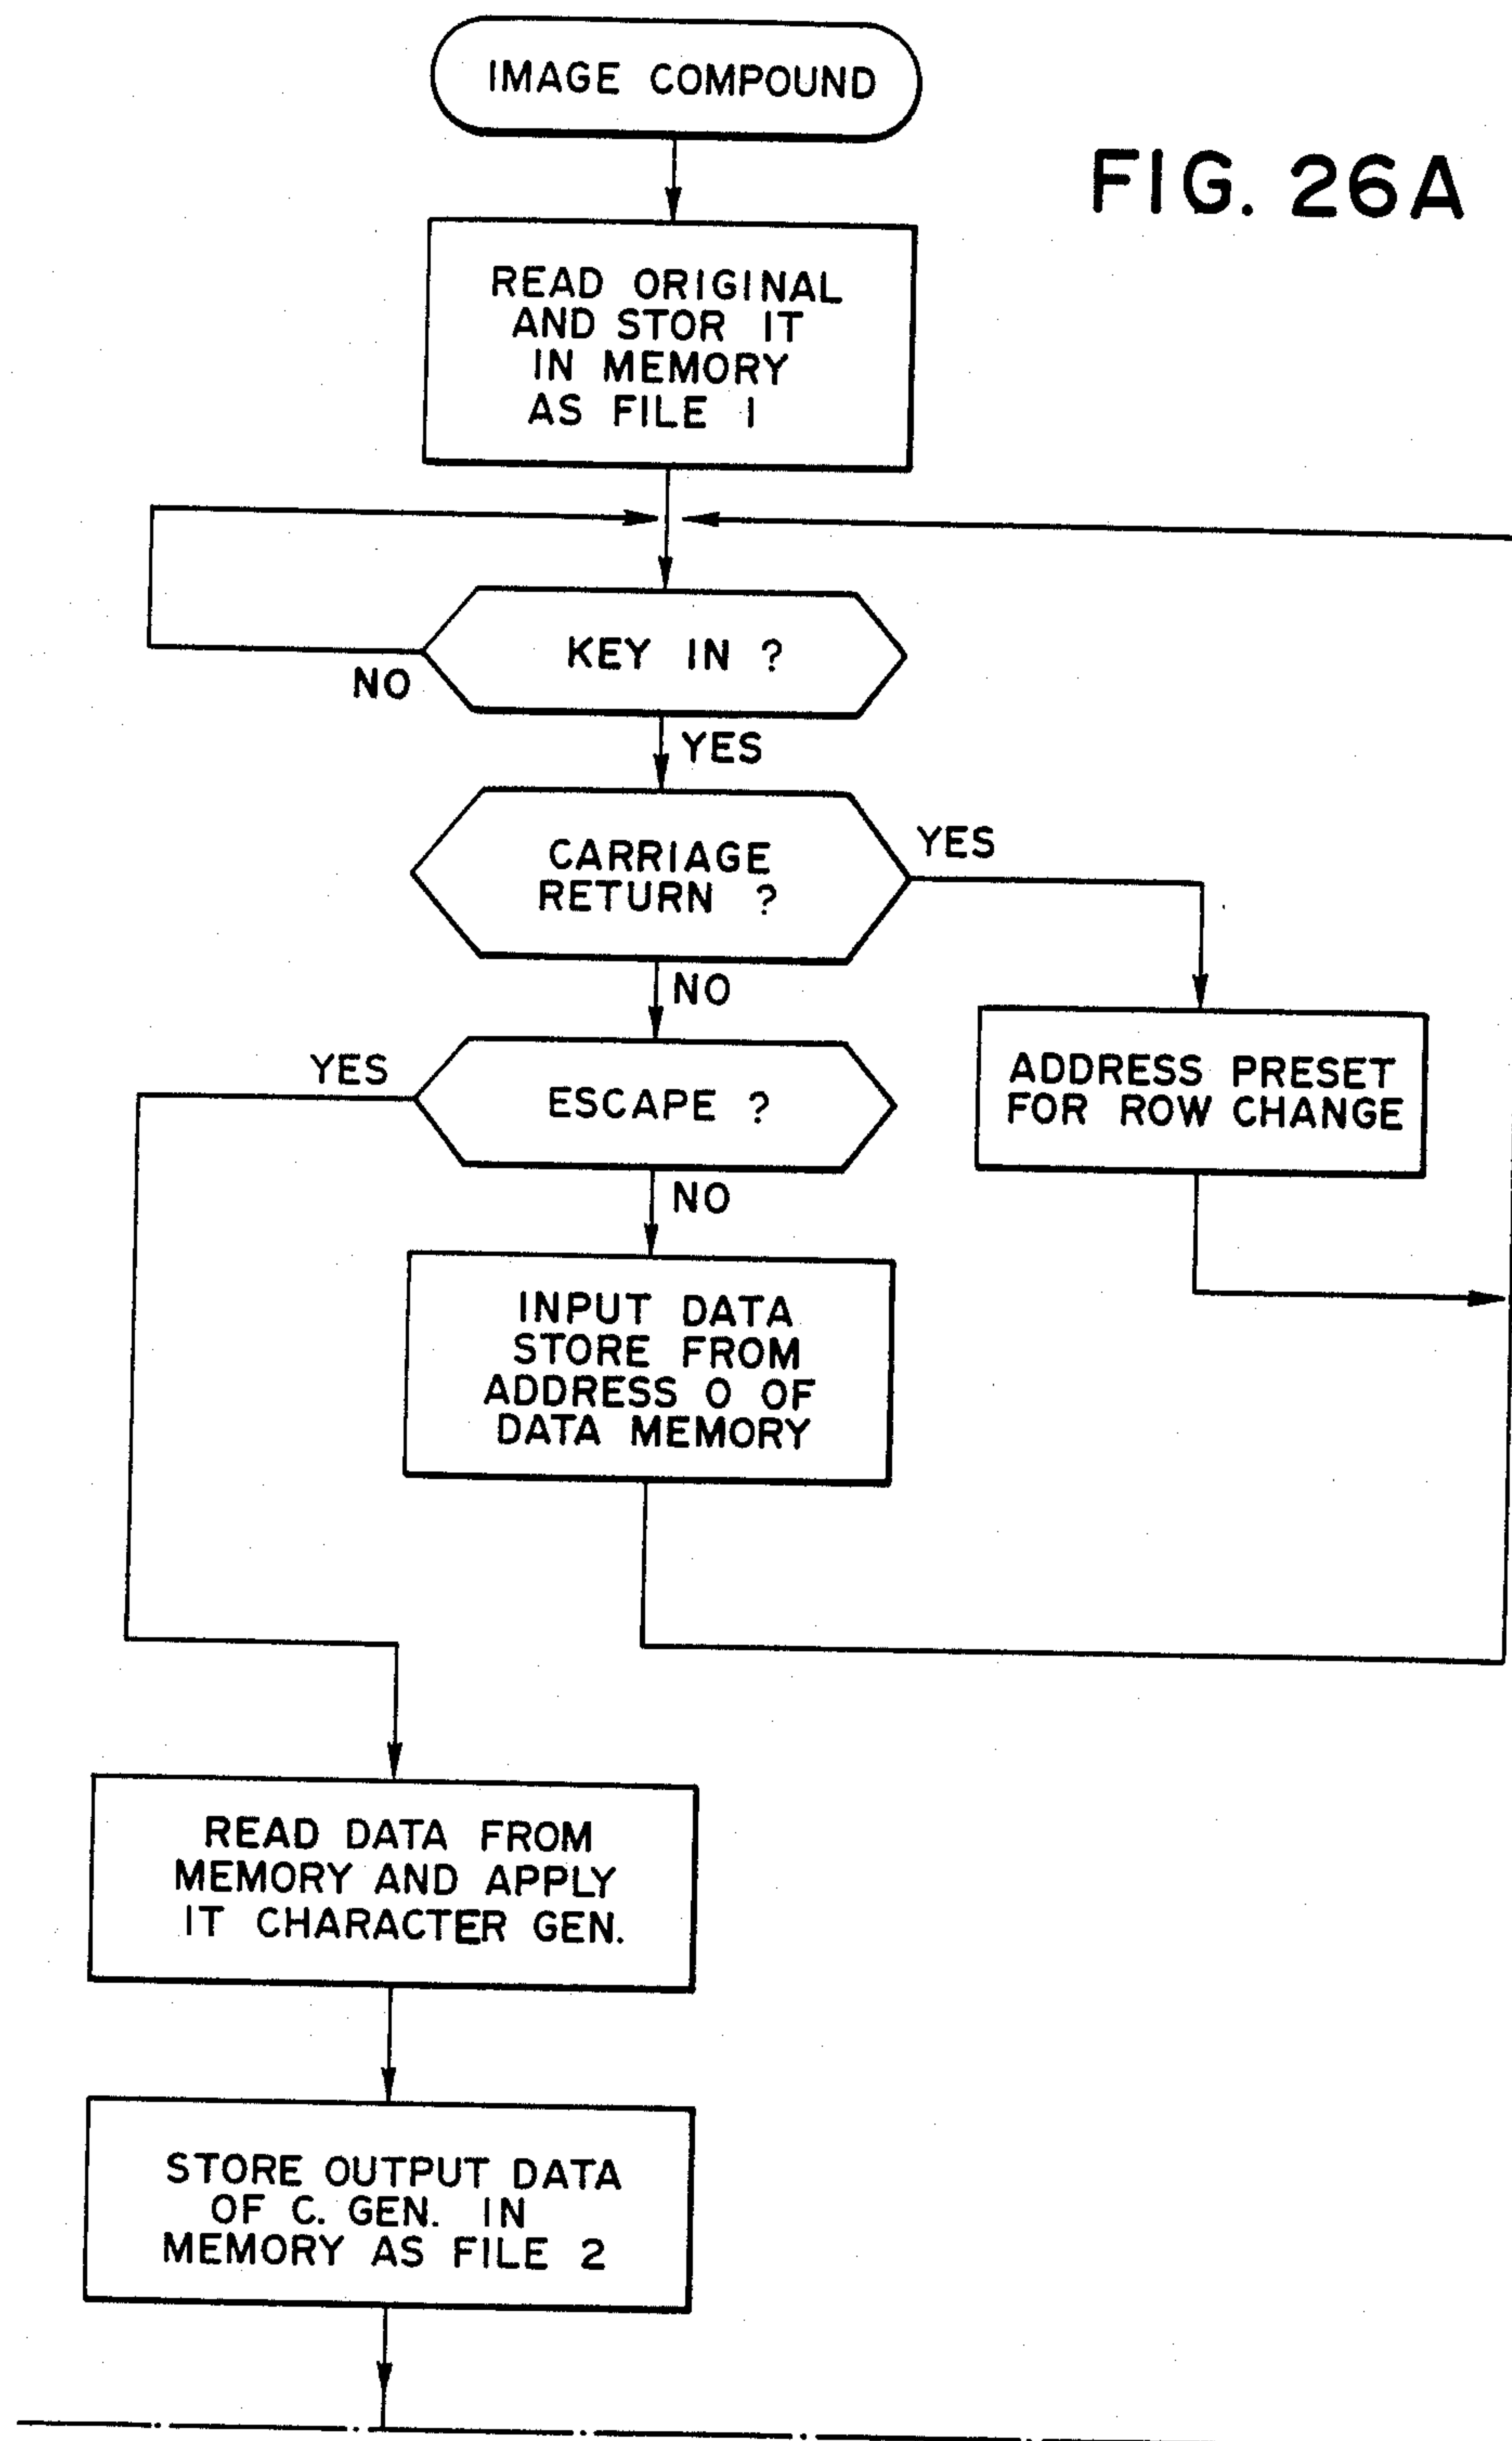 IMAGE COMPOUND
FIG. 26A
READ ORIGINAL
AND STOR IT
IN MEMORY
AS FILE 1
KEY IN ?
NO
YES
CARRIAGE
RETURN ?
YES
NO
ESCAPE ?
YES
ADDRESS PRESET
FOR ROW CHANGE
NO
INPUT DATA
STORE FROM
ADDRESS 0 OF
DATA MEMORY
READ DATA FROM
MEMORY AND APPLY
IT CHARACTER GEN.
STORE OUTPUT DATA
OF C. GEN. IN
MEMORY AS FILE 2